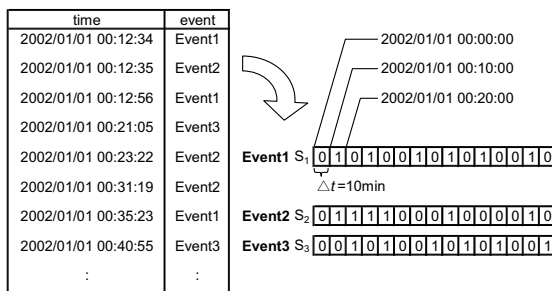 time event
2002/01/01 00:12:34 Event1
2002/01/01 00:12:35 Event2
2002/01/01 00:12:56 Event1
2002/01/01 00:21:05 Event3
2002/01/01 00:23:22 Event2
2002/01/01 00:31:19 Event2
2002/01/01 00:35:23 Event1
2002/01/01 00:40:55 Event3
: :
2002/01/01 00:00:00
2002/01/01 00:10:00
2002/01/01 00:20:00
Event1 S1 0 1 0 1 0 0 1 0 1 0 1 0 0 1 0
△t=10min
Event2 S2 0 1 1 1 1 0 0 0 1 0 0 0 0 1 0
Event3 S3 0 0 1 0 1 0 0 1 0 1 0 1 0 0 1